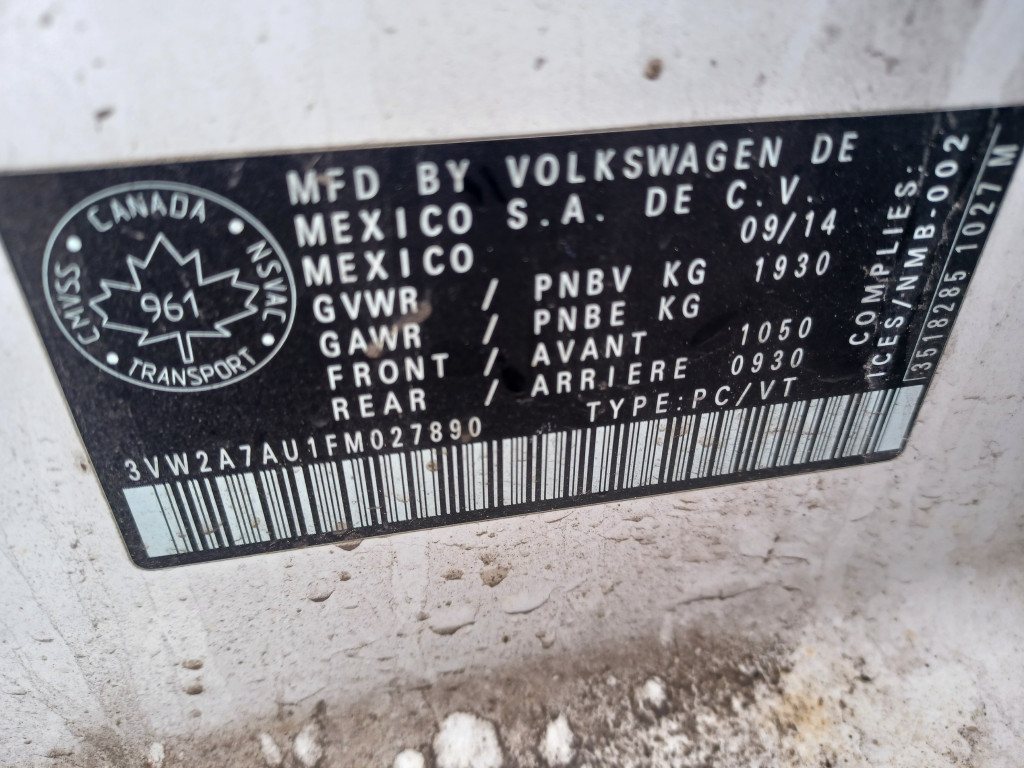 CANADA
NSVAC
CMVSS
961
TRANSPORT
MFD BY VOLKSWAGEN DE
MEXICO S.A. DE C.V.
MEXICO 09/14
GVWR / PNBV KG 1930
GAWR / PNBE KG
FRONT / AVANT 1050
REAR / ARRIERE 0930
TYPE:PC/VT
3VW2A7AU1FM027890
COMPLIES:
ICES/NMB-002
13518285 1027 M